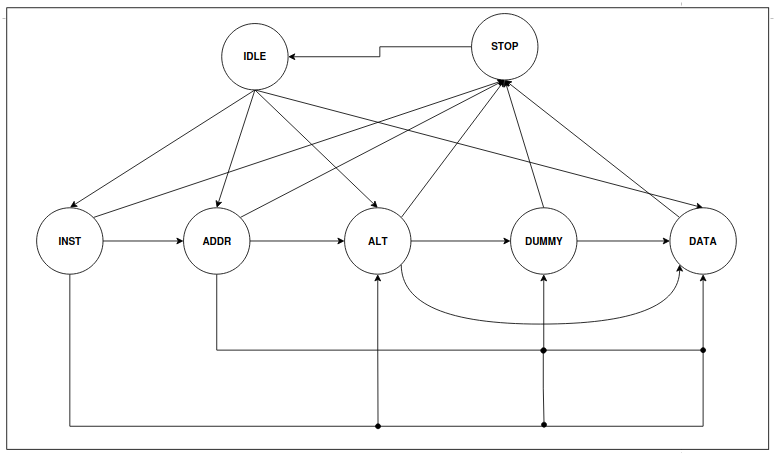 IDLE
STOP
INST
ADDR
ALT
DUMMY
DATA